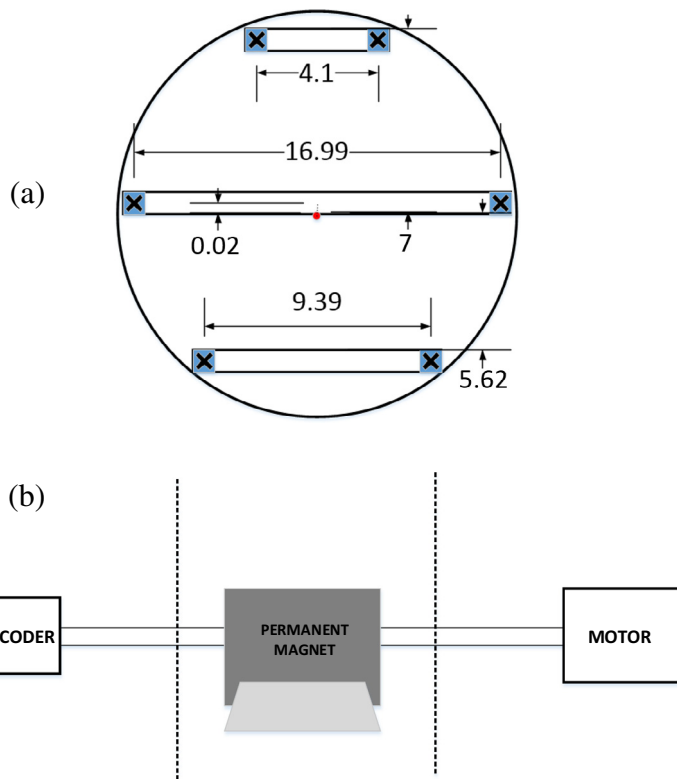 4.1
(a)
16.99
0.02
7
9.39
5.62
(b)
CODER
PERMANENT
MAGNET
MOTOR